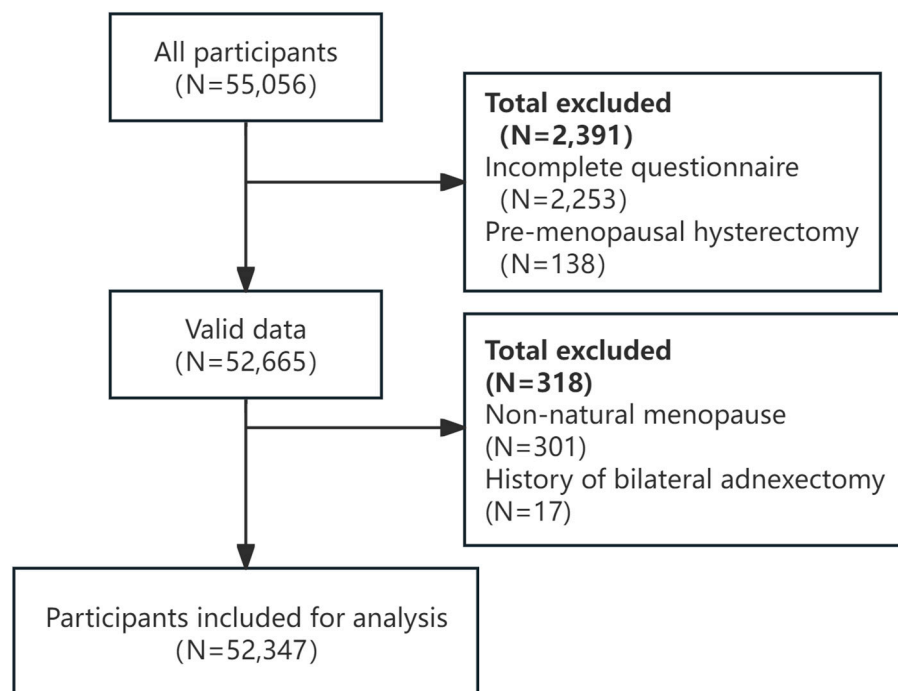 All participants
(N=55,056)
Total excluded
(N=2,391)
Incomplete questionnaire
(N=2,253)
Pre-menopausal hysterectomy
(N=138)
Valid data
(N=52,665)
Total excluded
(N=318)
Non-natural menopause
(N=301)
History of bilateral adnexectomy
(N=17)
Participants included for analysis
(N=52,347)